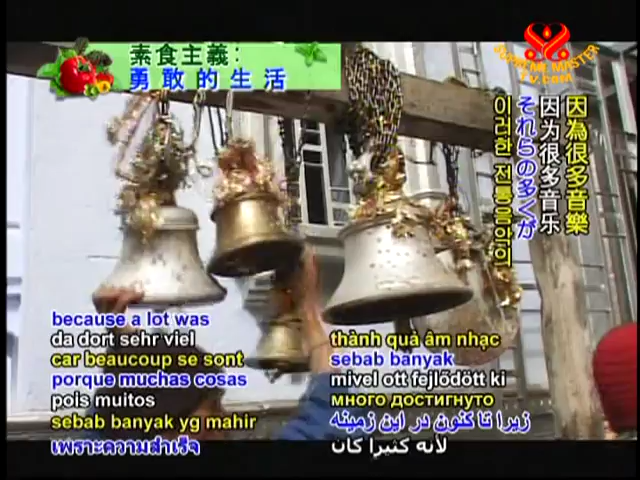 素食主義:
勇敢的生活
SUPREME MASTER
TV.COM
因為很多音樂
因为很多音乐
それらの多くが
이러한 전통음악의
because a lot was
da dort sehr viel
car beaucoup se sont
porque muchas cosas
pois muitos
sebab banyak yg mahir
เพราะความสำเร็จ
thành quả âm nhạc
sebab banyak
mivel ott fejlődött ki
много достигнуто
زیرا تا کنون در این زمینه
لأنه كثيرا كان